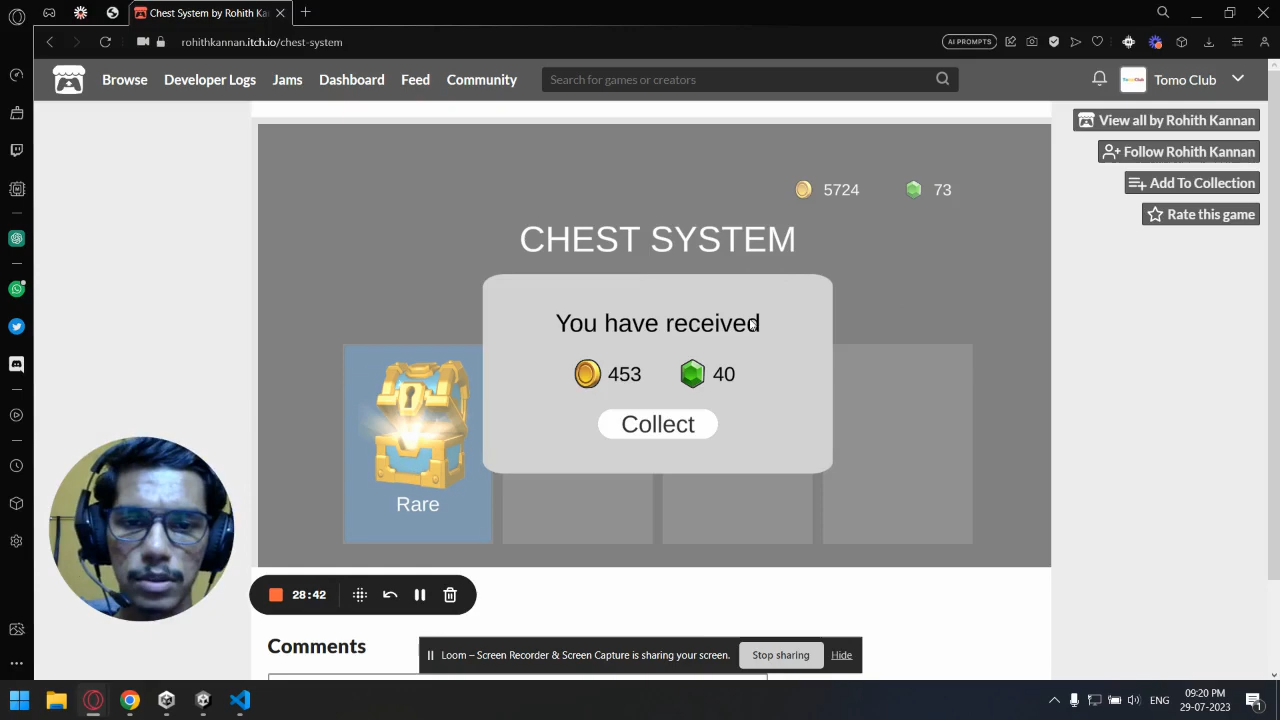 Chest System by Rohith Kannan
rohithkannan.itch.io/chest-system
AI PROMPTS
Browse
Developer Logs
Jams
Dashboard
Feed
Community
Search for games or creators
Tomo Club
View all by Rohith Kannan
Follow Rohith Kannan
Add To Collection
Rate this game
5724
73
CHEST SYSTEM
You have received
453
40
Collect
Rare
28:42
Comments
Loom – Screen Recorder & Screen Capture is sharing your screen.
Stop sharing
Hide
ENG
09:20 PM
29-07-2023